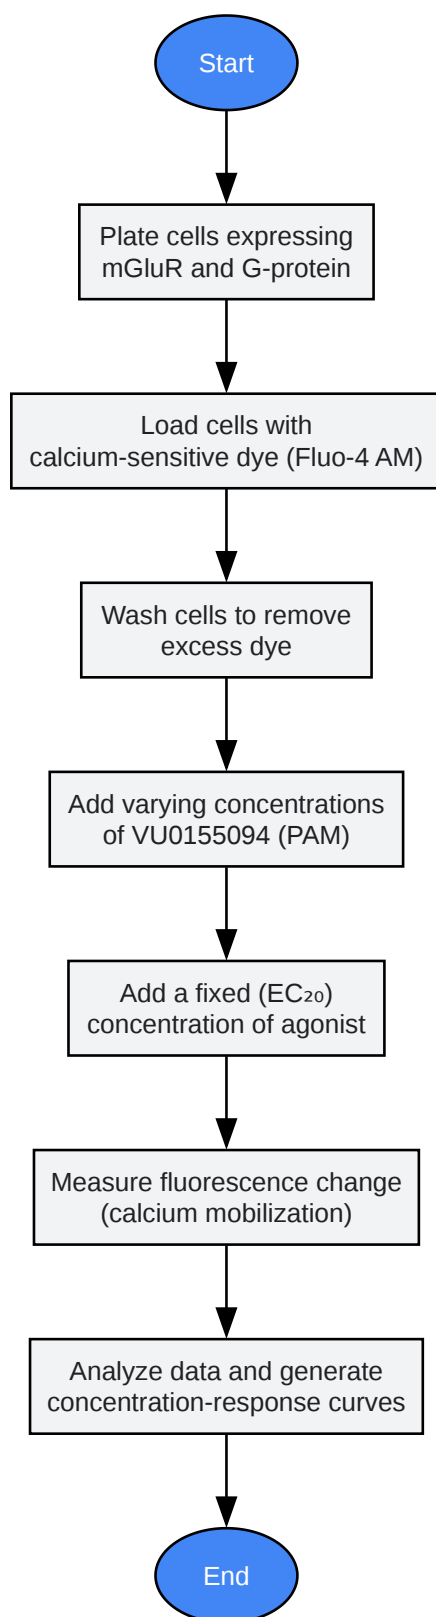 Start
Plate cells expressing
mGluR and G-protein
Load cells with
calcium-sensitive dye (Fluo-4 AM)
Wash cells to remove
excess dye
Add varying concentrations
of VU0155094 (PAM)
Add a fixed (EC₂₀)
concentration of agonist
Measure fluorescence change
(calcium mobilization)
Analyze data and generate
concentration-response curves
End